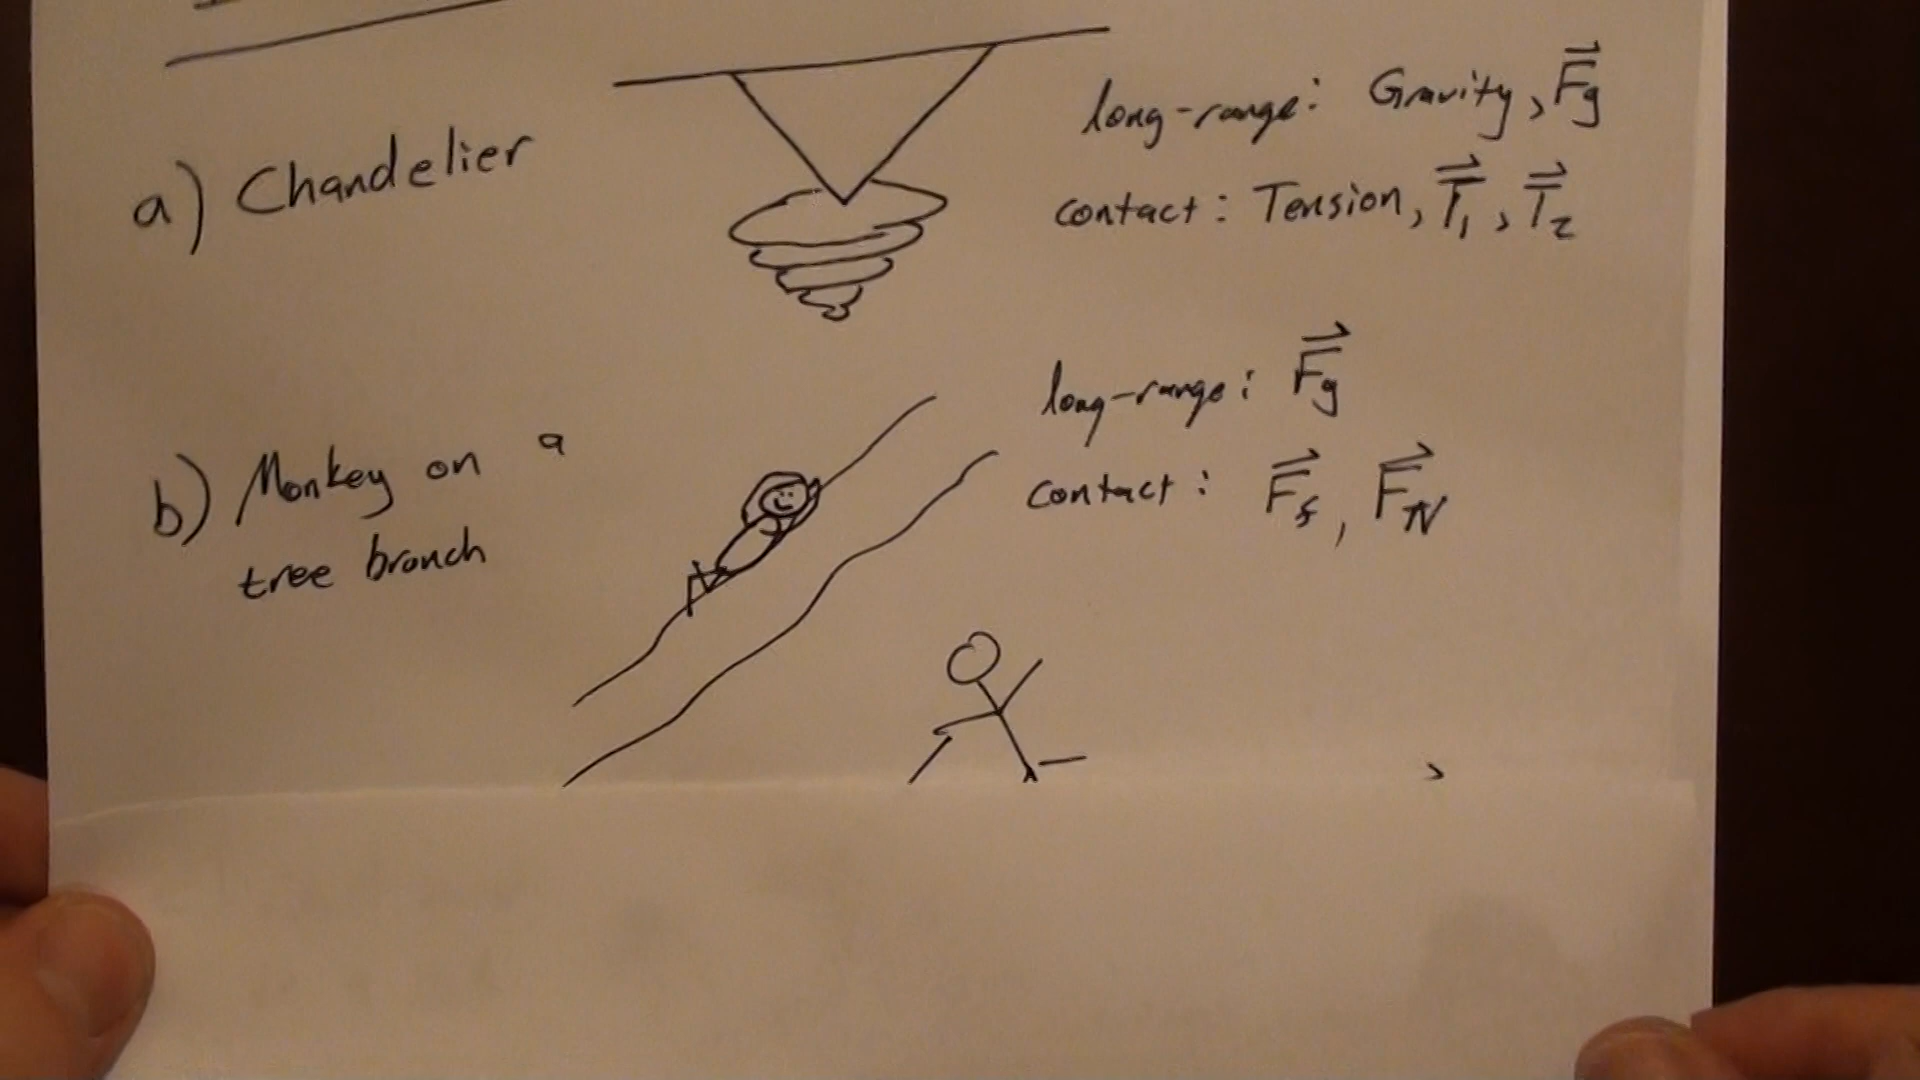 a) Chandelier
long-range: Gravity, F⃗g
contact: Tension, T⃗1, T⃗2
b) Monkey on a
tree branch
long-range: F⃗g
contact: F⃗f, F⃗N